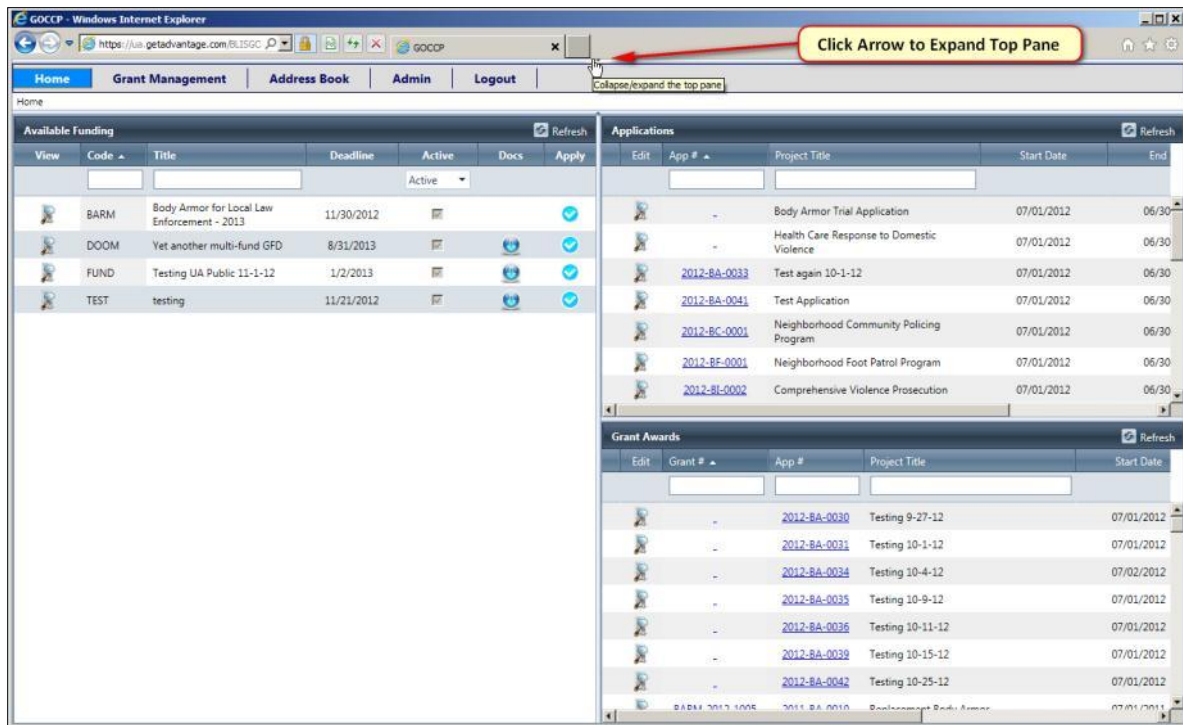 GOCCP - Windows Internet Explorer
https://ua.getadvantage.com/BLISGC
GOCCP
Click Arrow to Expand Top Pane
Home Grant Management Address Book Admin Logout
Collapse/expand the top pane
Home
Available Funding Refresh
View Code Title Deadline Active Docs Apply
Active
BARM Body Armor for Local Law Enforcement - 2013 11/30/2012
DOOM Yet another multi-fund GFD 8/31/2013
FUND Testing UA Public 11-1-12 1/2/2013
TEST testing 11/21/2012
Applications Refresh
Edit App # Project Title Start Date End
- Body Armor Trial Application 07/01/2012 06/30
- Health Care Response to Domestic Violence 07/01/2012 06/30
2012-BA-0033 Test again 10-1-12 07/01/2012 06/30
2012-BA-0041 Test Application 07/01/2012 06/30
2012-BC-0001 Neighborhood Community Policing Program 07/01/2012 06/30
2012-BF-0001 Neighborhood Foot Patrol Program 07/01/2012 06/30
2012-BI-0002 Comprehensive Violence Prosecution 07/01/2012 06/30
Grant Awards Refresh
Edit Grant # App # Project Title Start Date
- 2012-BA-0030 Testing 9-27-12 07/01/2012
- 2012-BA-0031 Testing 10-1-12 07/01/2012
- 2012-BA-0034 Testing 10-4-12 07/02/2012
- 2012-BA-0035 Testing 10-9-12 07/01/2012
- 2012-BA-0036 Testing 10-11-12 07/01/2012
- 2012-BA-0039 Testing 10-15-12 07/01/2012
- 2012-BA-0042 Testing 10-25-12 07/01/2012
BARM-2012-1005 2011-BA-0010 Replacement Body Armor 07/01/2011